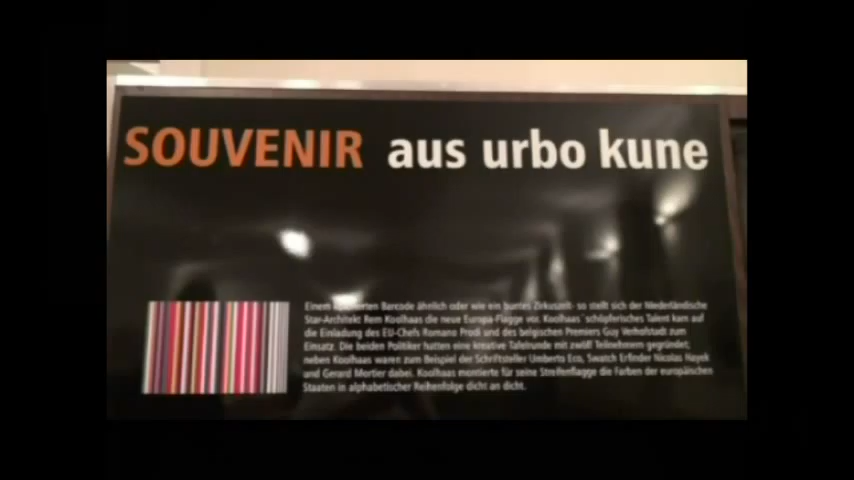 SOUVENIR aus urbo kune
Einem kolorierten Barcode ähnlich oder wie ein buntes Zirkuszelt- so stellt sich der Niederländische
Star-Architekt Rem Koolhaas die neue Europa-Flagge vor. Koolhaas´ schöpferisches Talent kam auf
die Einladung des EU-Chefs Romano Prodi und des belgischen Premiers Guy Verhofstadt zum
Einsatz. Die beiden Politiker hatten eine kreative Tafelrunde mit zwölf Teilnehmern gegründet;
neben Koolhaas waren zum Beispiel der Schriftsteller Umberto Eco, Swatch Erfinder Nicolas Hayek
und Gerard Mortier dabei. Koolhaas montierte für seine Streifenflagge die Farben der europäischen
Staaten in alphabetischer Reihenfolge dicht an dicht.